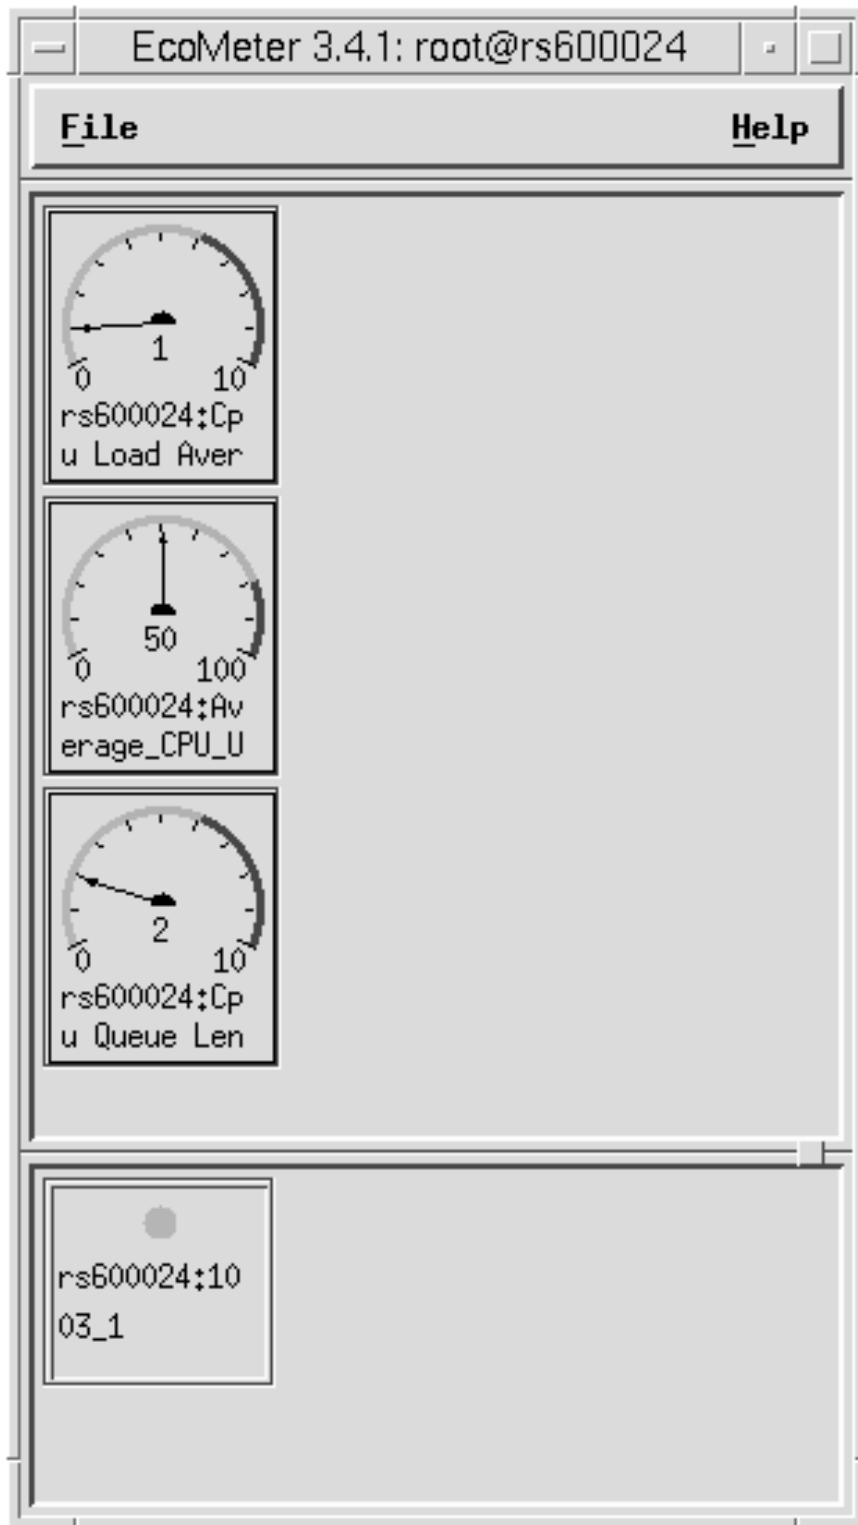 EcoMeter 3.4.1: root@rs600024
File Help
1
0 10
rs600024:Cp
u Load Aver
50
0 100
rs600024:Av
erage_CPU_U
2
0 10
rs600024:Cp
u Queue Len
rs600024:10
03_1